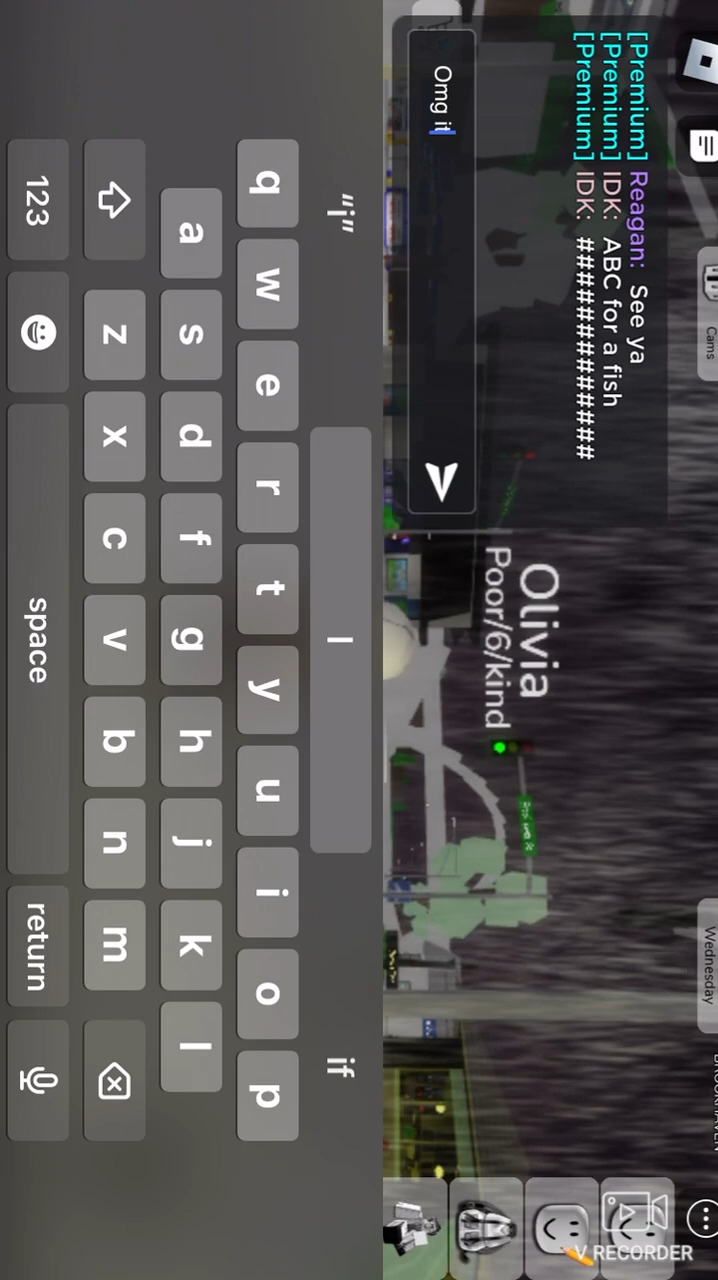 [Premium] Reagan: See ya
[Premium] IDK: ABC for a fish
[Premium] IDK: #############
Omg it
Cams
Olivia
Poor/6/kind
Wednesday
V RECORDER
“i” I if
q w e r t y u i o p
a s d f g h j k l
z x c v b n m
123 space return